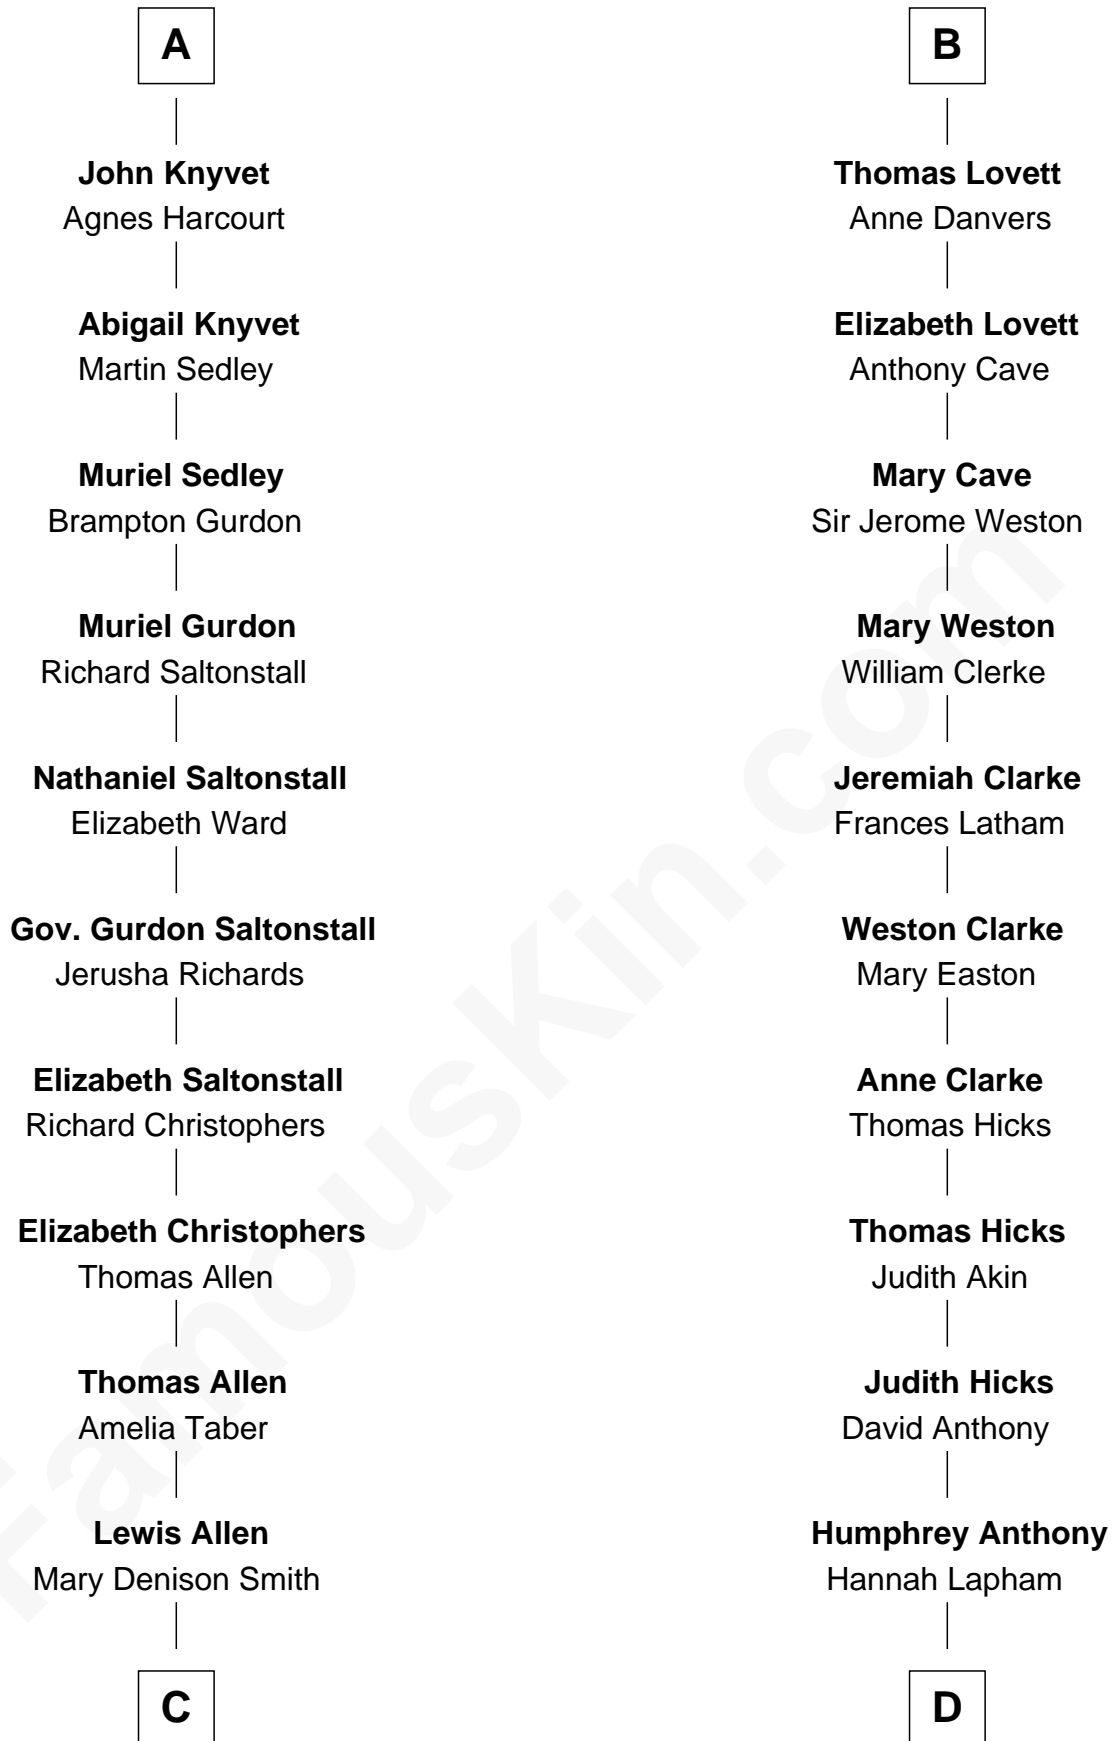 A
John Knyvet
Agnes Harcourt
Abigail Knyvet
Martin Sedley
Muriel Sedley
Brampton Gurdon
Muriel Gurdon
Richard Saltonstall
Nathaniel Saltonstall
Elizabeth Ward
Gov. Gurdon Saltonstall
Jerusha Richards
Elizabeth Saltonstall
Richard Christophers
Elizabeth Christophers
Thomas Allen
Thomas Allen
Amelia Taber
Lewis Allen
Mary Denison Smith
C
B
Thomas Lovett
Anne Danvers
Elizabeth Lovett
Anthony Cave
Mary Cave
Sir Jerome Weston
Mary Weston
William Clerke
Jeremiah Clarke
Frances Latham
Weston Clarke
Mary Easton
Anne Clarke
Thomas Hicks
Thomas Hicks
Judith Akin
Judith Hicks
David Anthony
Humphrey Anthony
Hannah Lapham
D
FamousKin.com